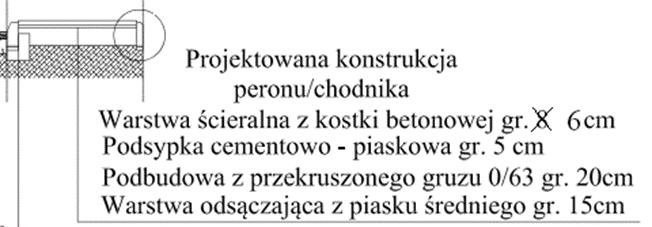 Projektowana konstrukcja
peronu/chodnika
Warstwa ścieralna z kostki betonowej gr. 8 6cm
Podsypka cementowo - piaskowa gr. 5 cm
Podbudowa z przekruszonego gruzu 0/63 gr. 20cm
Warstwa odsączająca z piasku średniego gr. 15cm